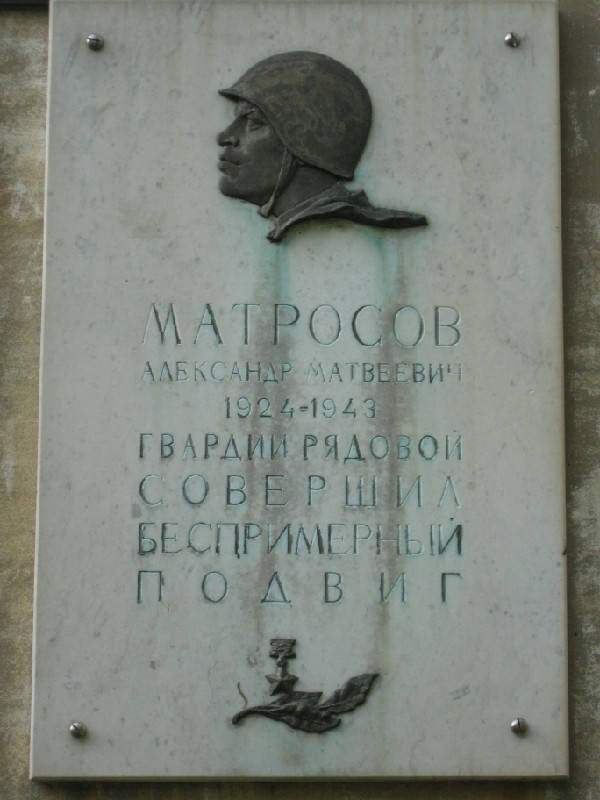 МАТРОСОВ
АЛЕКСАНДР МАТВЕЕВИЧ
1924-1943
ГВАРДИИ РЯДОВОЙ
СОВЕРШИЛ
БЕСПРИМЕРНЫЙ
ПОДВИГ